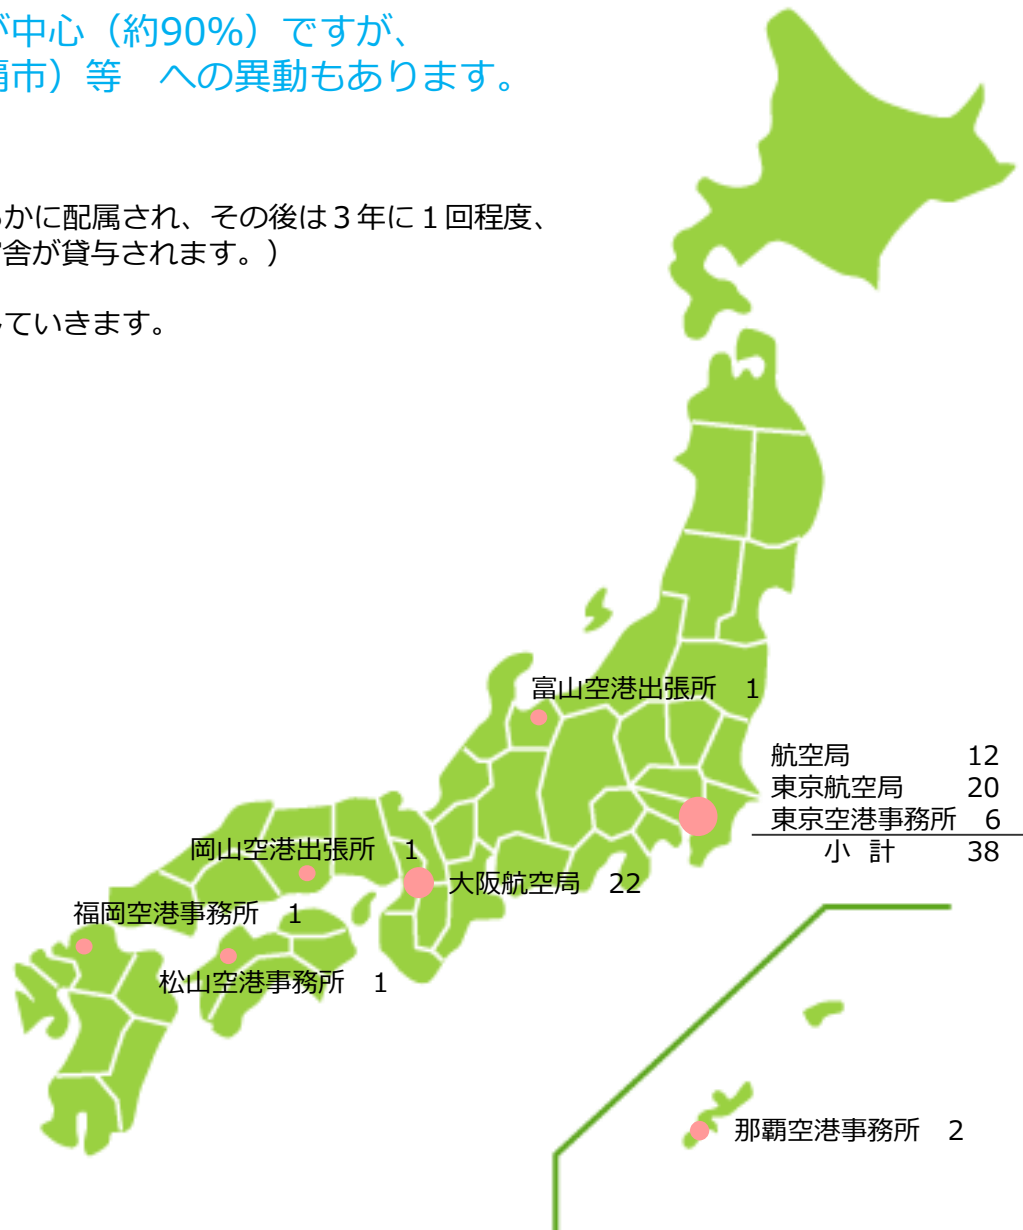 が中心（約90%）ですが、
覇市）等　への異動もあります。
かに配属され、その後は３年に１回程度、
舎が貸与されます。）
ていきます。
富山空港出張所　1
航空局　12
東京航空局　20
東京空港事務所　6
小 計　38
岡山空港出張所　1
大阪航空局　22
福岡空港事務所　1
松山空港事務所　1
那覇空港事務所　2